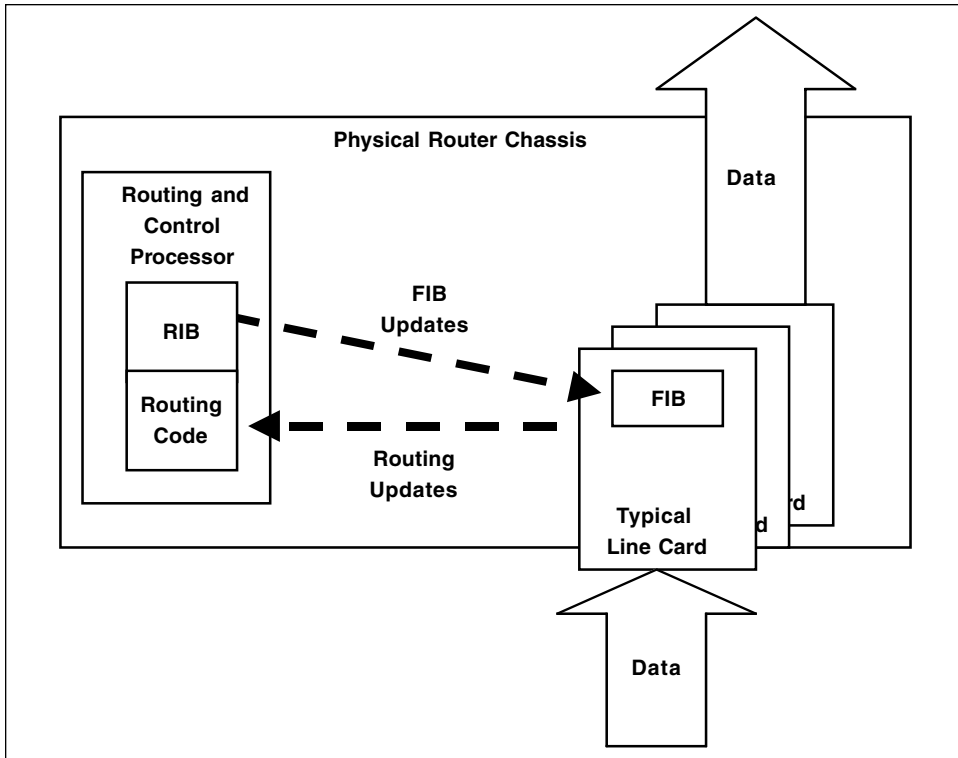 Physical Router Chassis
Data
Routing and
Control
Processor
RIB
Routing
Code
FIB
Updates
Routing
Updates
FIB
Typical
Line Card
d
rd
Data